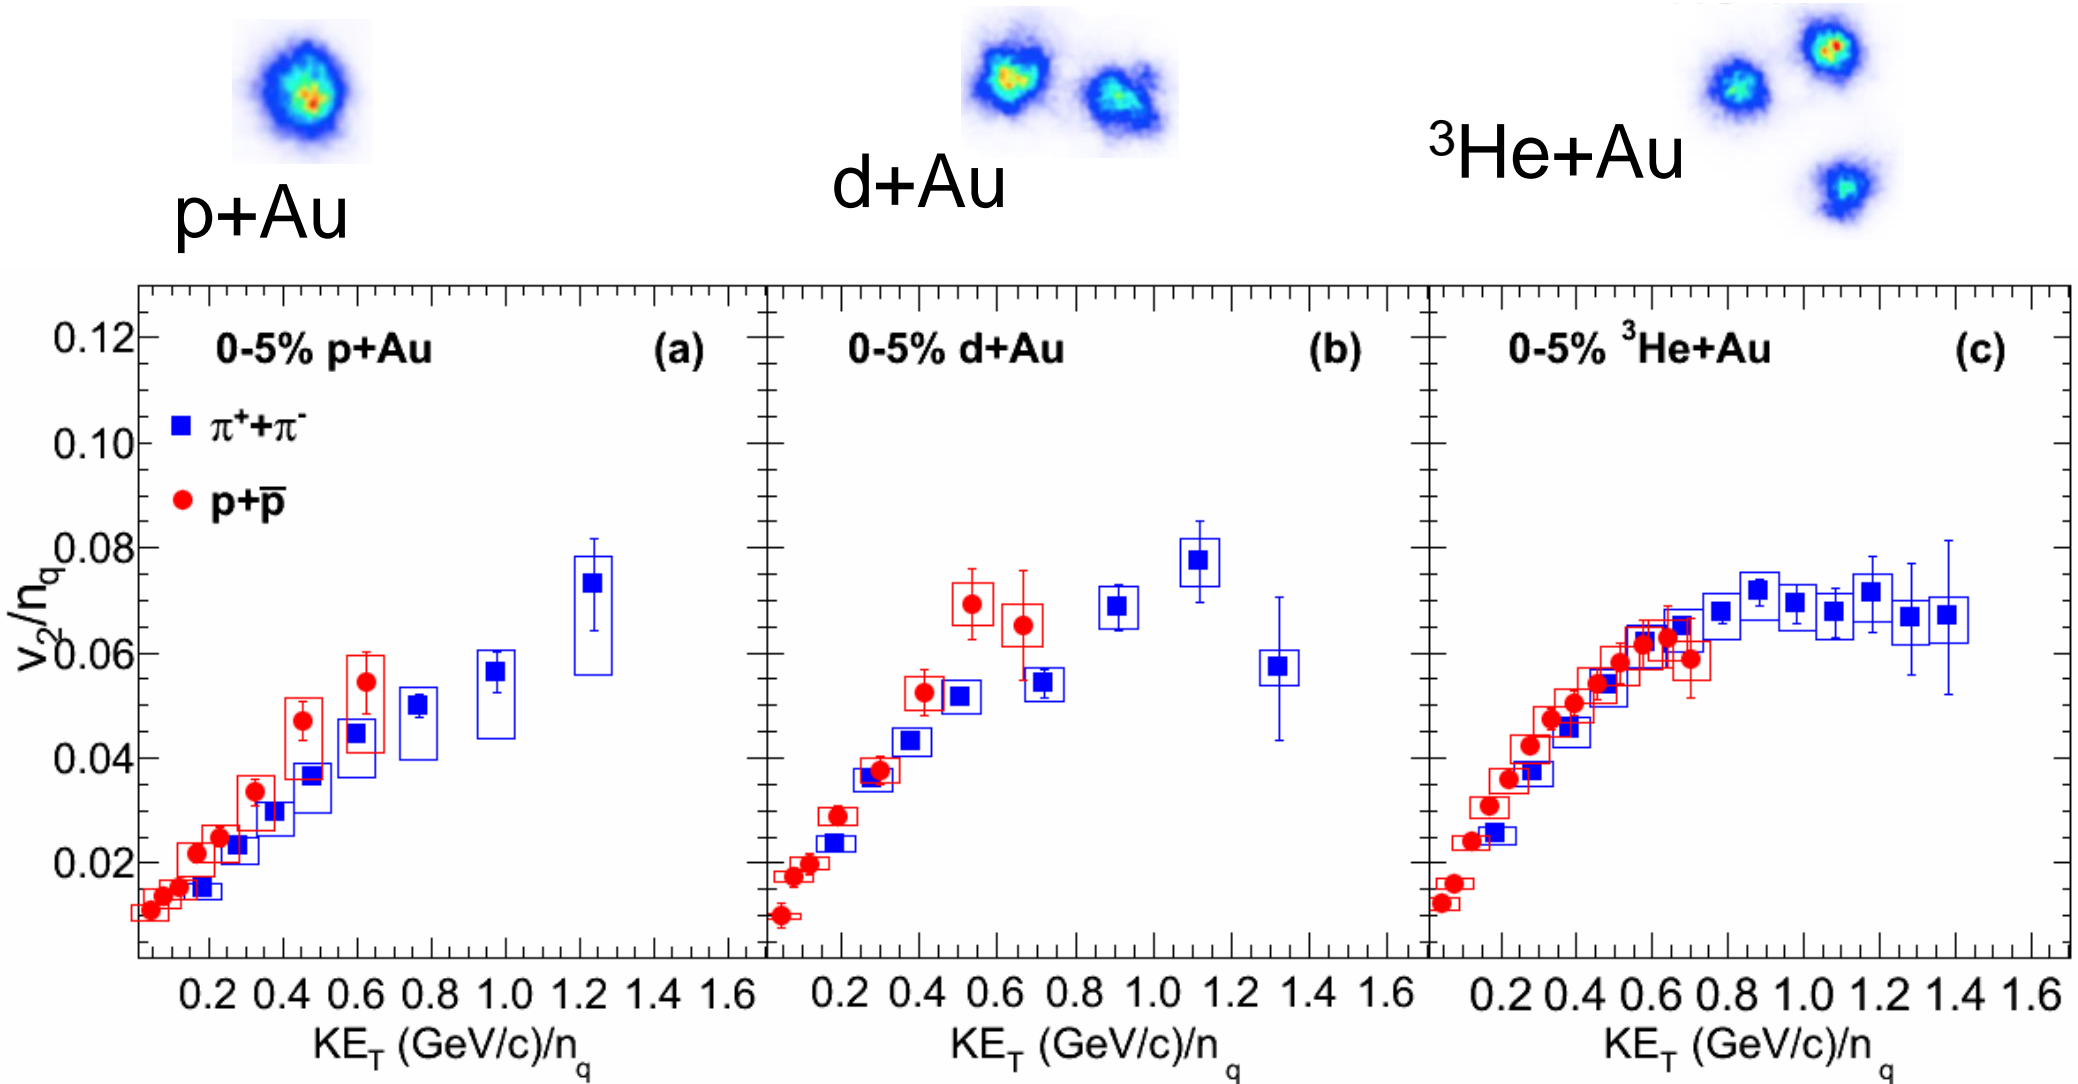 p+Au
d+Au
³He+Au
0-5% p+Au
(a)
π⁺+π⁻
p+p̅
0-5% d+Au
(b)
0-5% ³He+Au
(c)
v₂/n_q
0.12
0.10
0.08
0.06
0.04
0.02
0.2 0.4 0.6 0.8 1.0 1.2 1.4 1.6
0.2 0.4 0.6 0.8 1.0 1.2 1.4 1.6
0.2 0.4 0.6 0.8 1.0 1.2 1.4 1.6
KE_T (GeV/c)/n_q
KE_T (GeV/c)/n_q
KE_T (GeV/c)/n_q